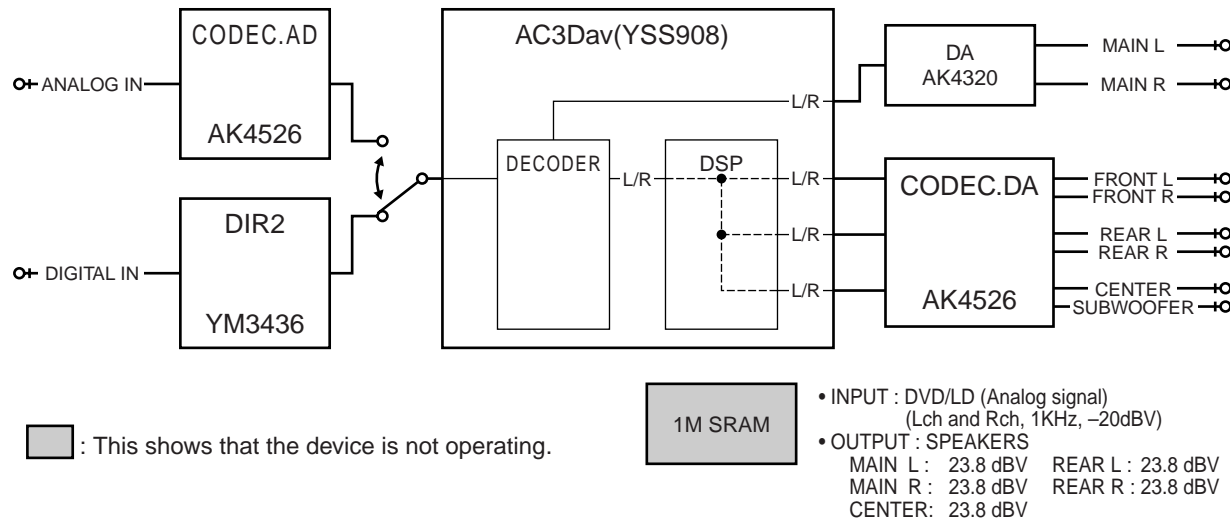 CODEC.AD
AK4526
ANALOG IN
DIR2
YM3436
DIGITAL IN
AC3Dav(YSS908)
DECODER
L/R
DSP
L/R
L/R
L/R
L/R
DA
AK4320
MAIN L
MAIN R
CODEC.DA
AK4526
FRONT L
FRONT R
REAR L
REAR R
CENTER
SUBWOOFER
: This shows that the device is not operating.
1M SRAM
• INPUT : DVD/LD (Analog signal)
(Lch and Rch, 1KHz, –20dBV)
• OUTPUT : SPEAKERS
MAIN L : 23.8 dBV REAR L : 23.8 dBV
MAIN R : 23.8 dBV REAR R : 23.8 dBV
CENTER: 23.8 dBV